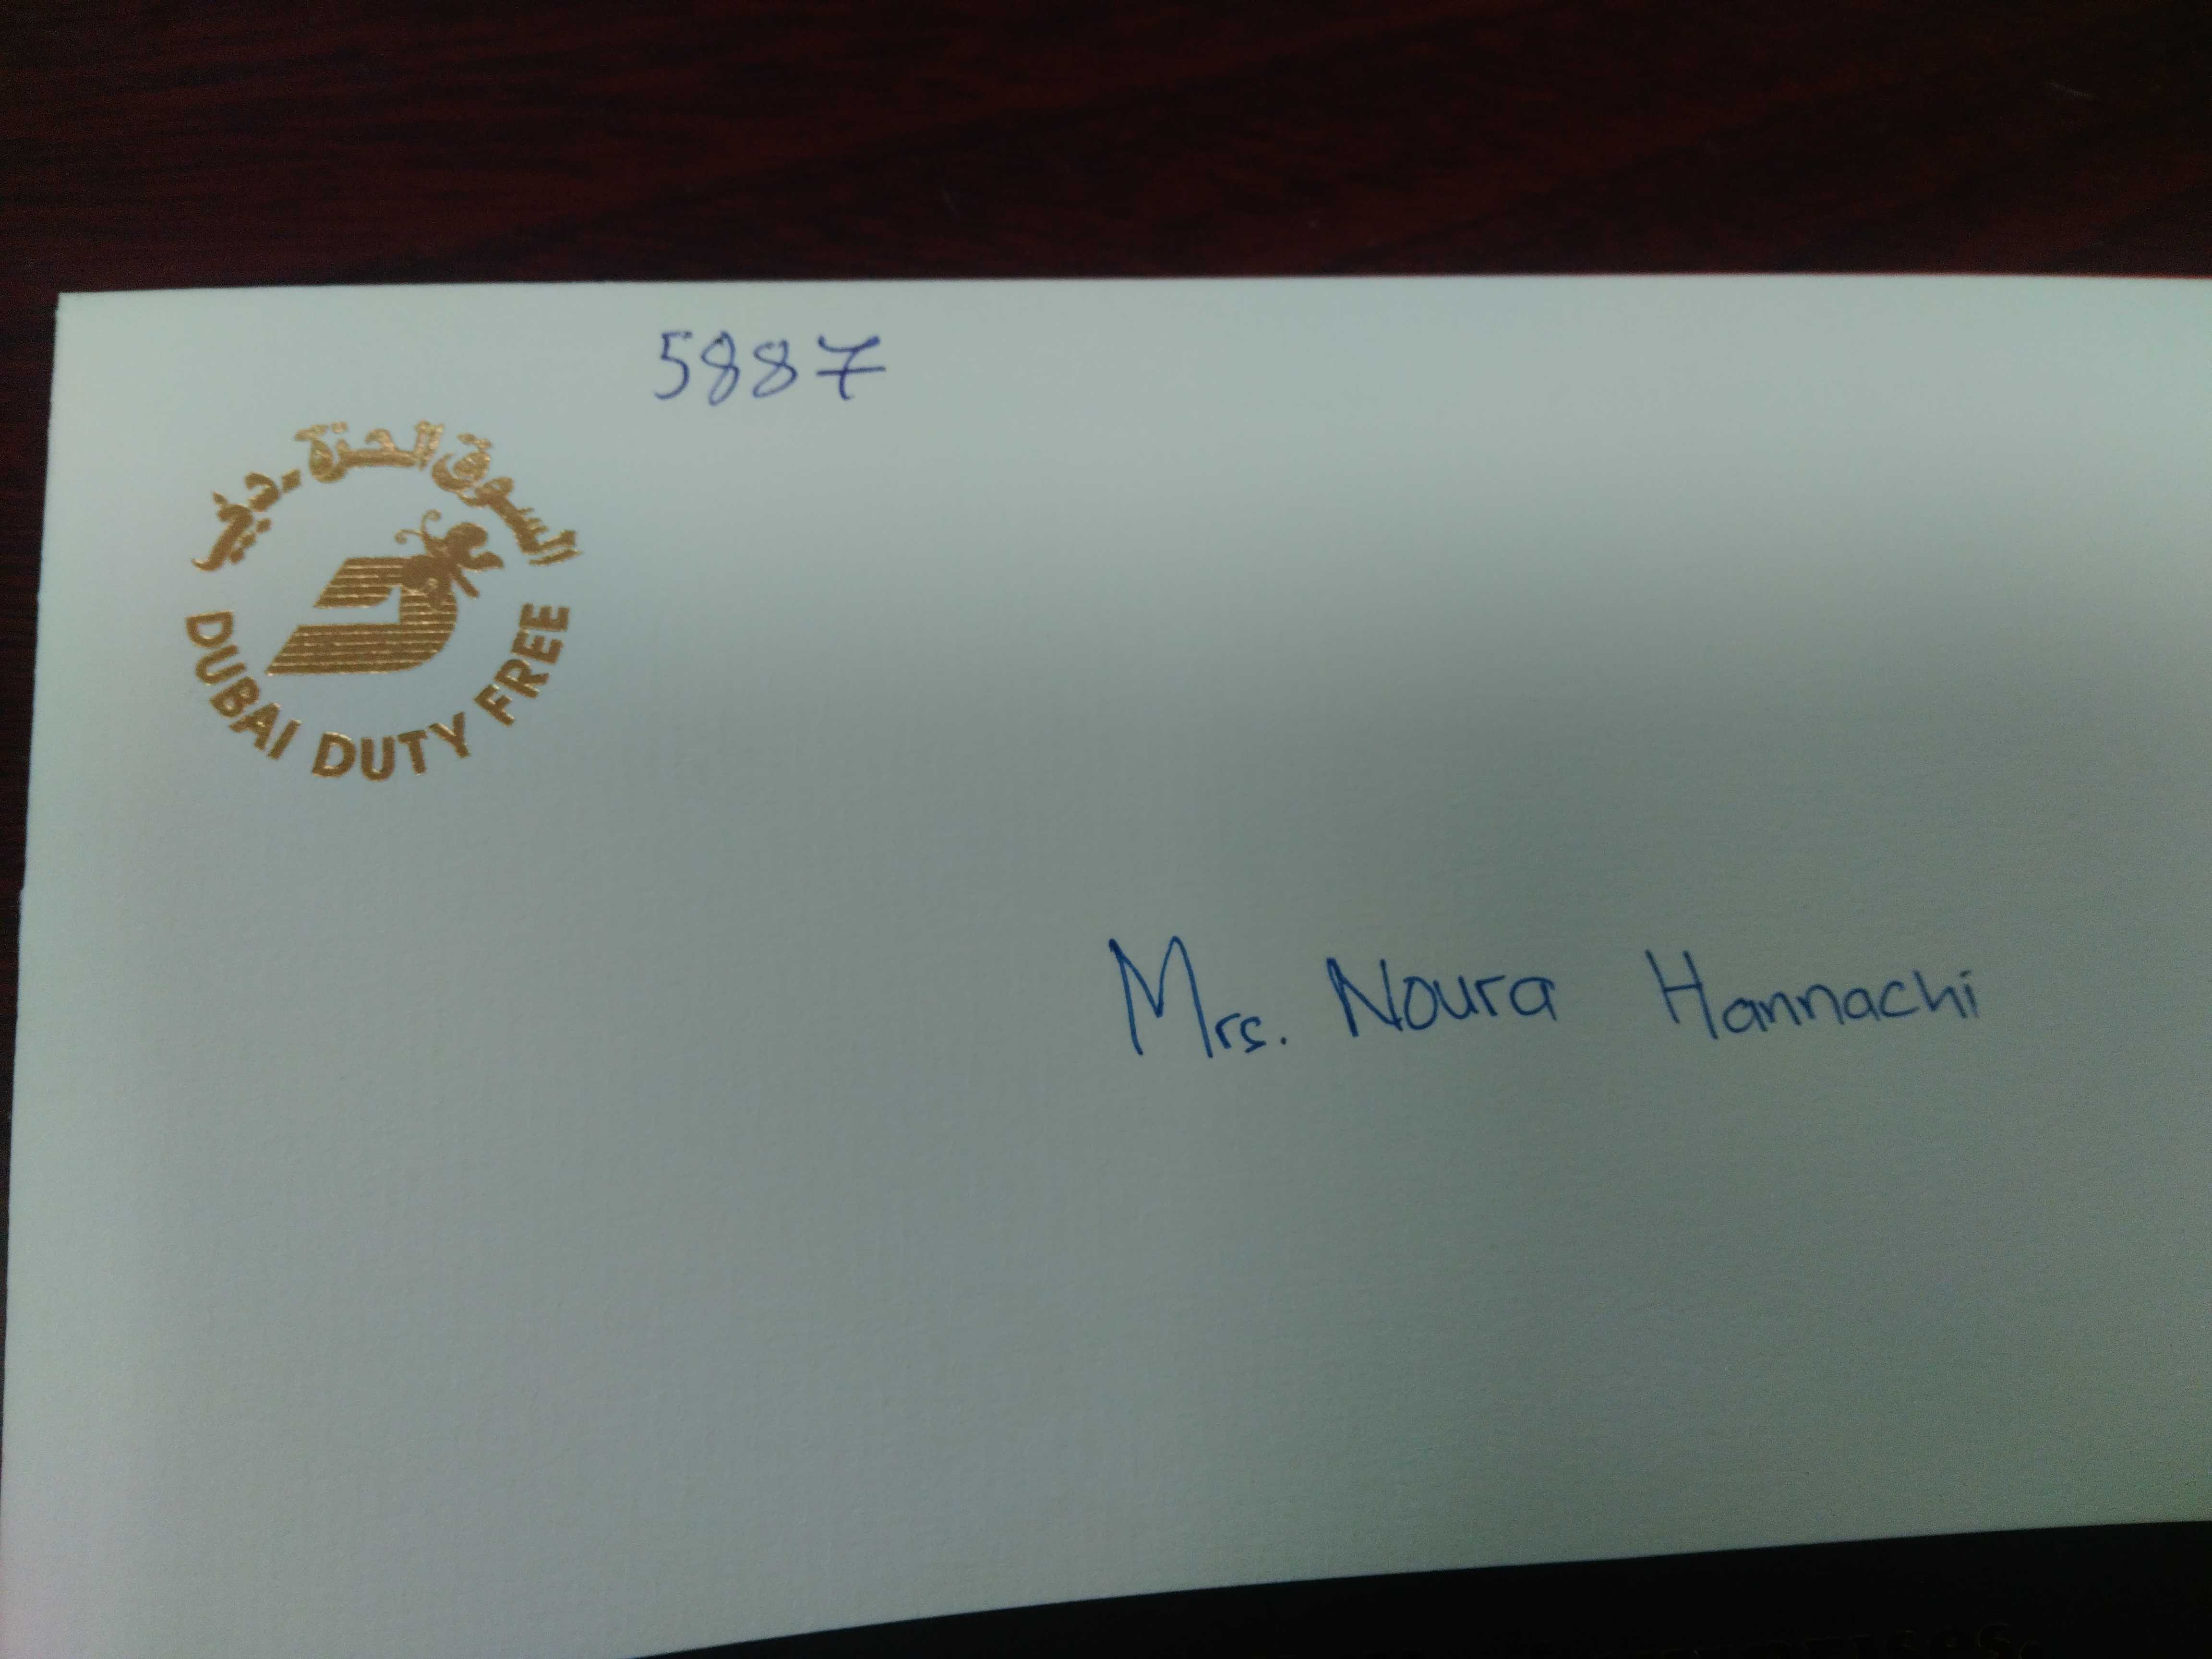 5887
السوق الحرة - دبي
DUBAI DUTY FREE
Mrs. Noura Hannachi